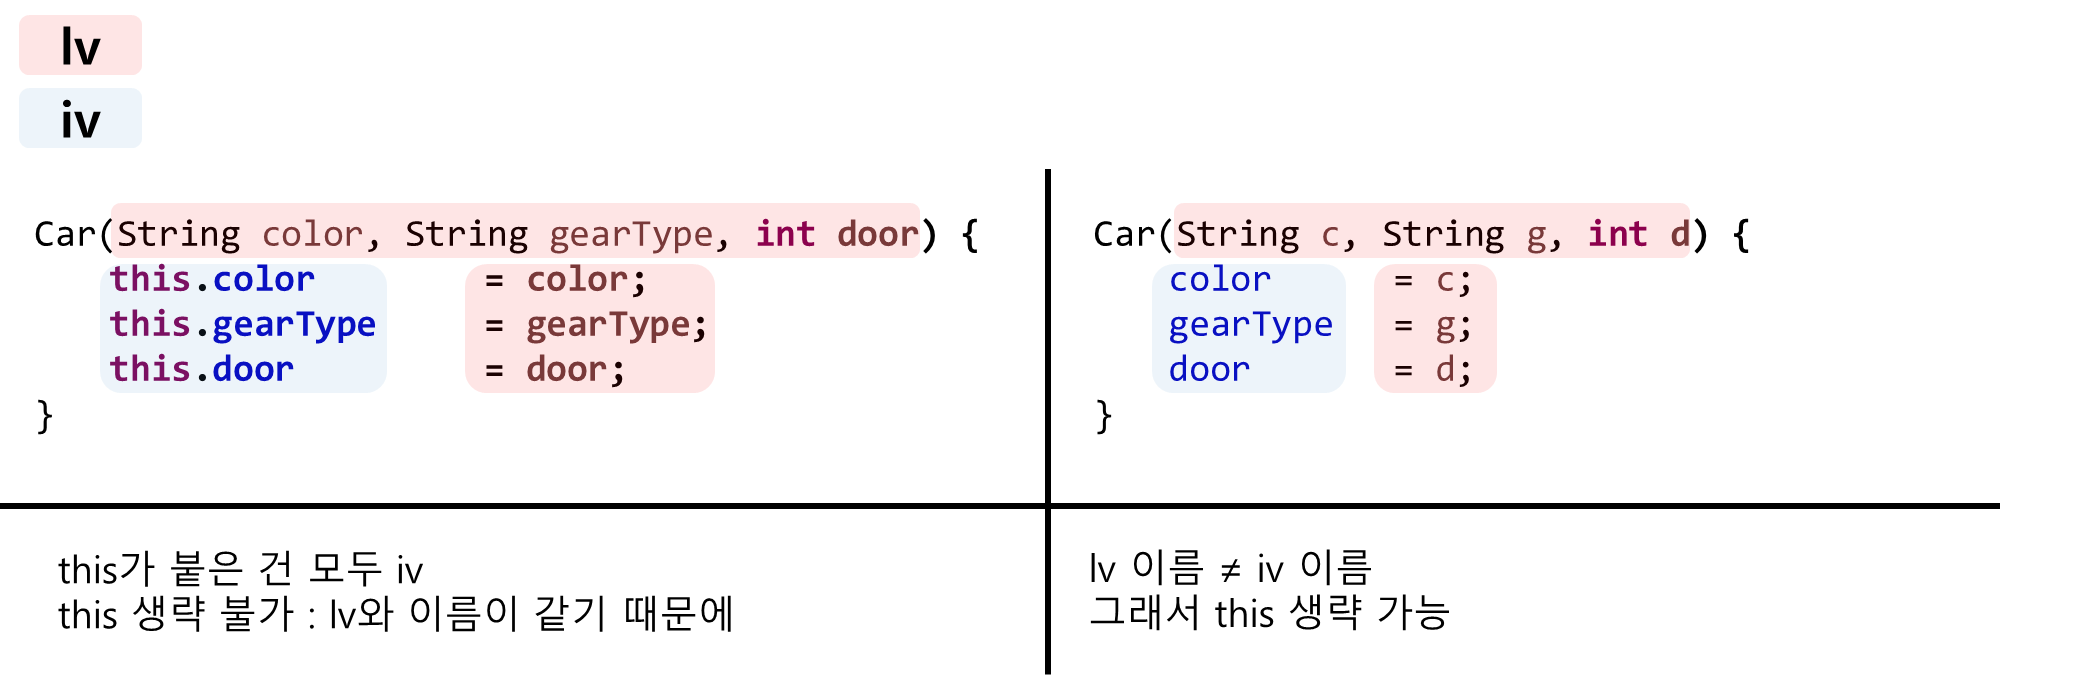 lv
iv
Car(String color, String gearType, int door) {
this.color = color;
this.gearType = gearType;
this.door = door;
}
Car(String c, String g, int d) {
color = c;
gearType = g;
door = d;
}
this가 붙은 건 모두 iv
this 생략 불가 : lv와 이름이 같기 때문에
lv 이름 ≠ iv 이름
그래서 this 생략 가능